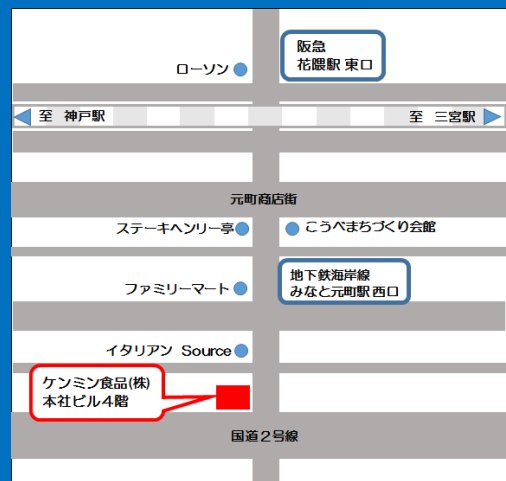 阪急
花隈駅 東口
ローソン
至 神戸駅
至 三宮駅
元町商店街
ステーキヘンリー亭
こうべまちづくり会館
地下鉄海岸線
みなと元町駅 西口
ファミリーマート
イタリアン Source
ケンミン食品(株)
本社ビル4階
国道2号線